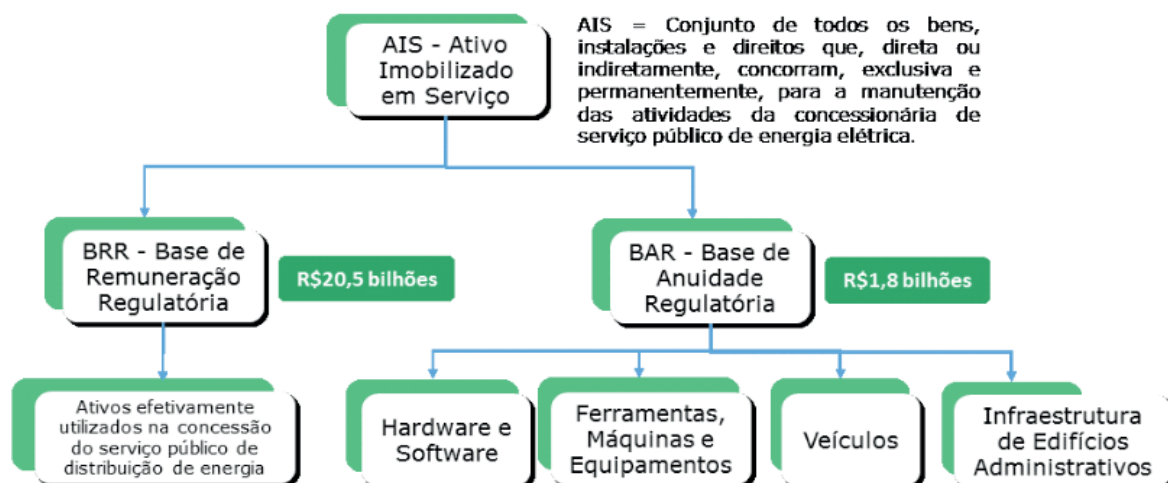 AIS - Ativo
Imobilizado
em Serviço
AIS = Conjunto de todos os bens,
instalações e direitos que, direta ou
indiretamente, concorram, exclusiva e
permanentemente, para a manutenção
das atividades da concessionária de
serviço público de energia elétrica.
BRR - Base de
Remuneração
Regulatória
R$20,5 bilhões
BAR - Base de
Anuidade
Regulatória
R$1,8 bilhões
Ativos efetivamente
utilizados na concessão
do serviço público de
distribuição de energia
Hardware e
Software
Ferramentas,
Máquinas e
Equipamentos
Veículos
Infraestrutura
de Edifícios
Administrativos